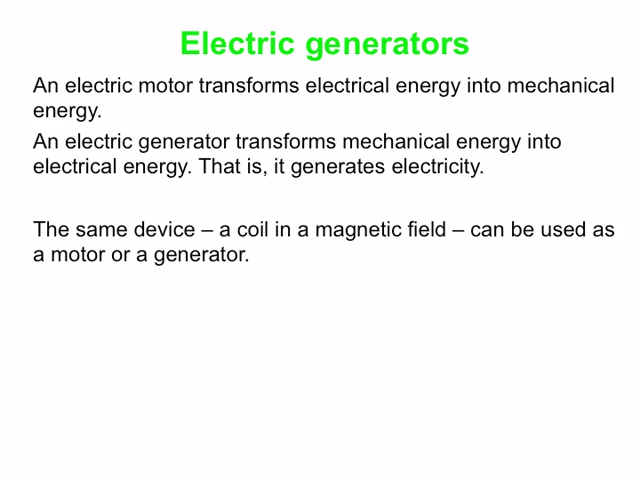 Electric generators
An electric motor transforms electrical energy into mechanical
energy.
An electric generator transforms mechanical energy into
electrical energy. That is, it generates electricity.
The same device – a coil in a magnetic field – can be used as
a motor or a generator.